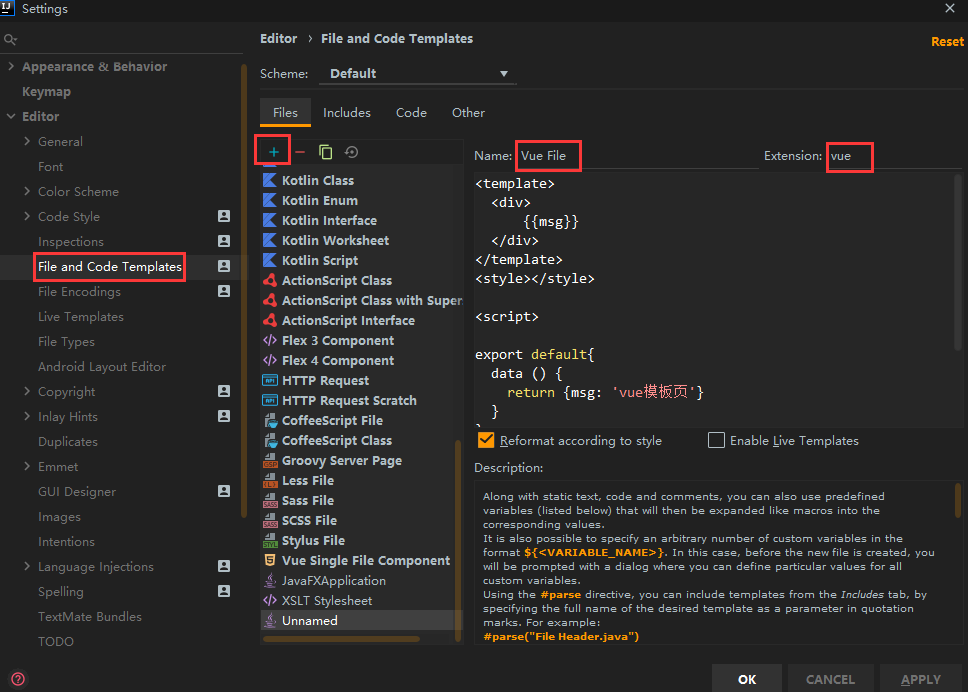 Settings
Editor › File and Code Templates
Reset
Appearance & Behavior
Keymap
Editor
General
Font
Color Scheme
Code Style
Inspections
File and Code Templates
File Encodings
Live Templates
File Types
Android Layout Editor
Copyright
Inlay Hints
Duplicates
Emmet
GUI Designer
Images
Intentions
Language Injections
Spelling
TextMate Bundles
TODO
Scheme: Default
Files Includes Code Other
Kotlin Class
Kotlin Enum
Kotlin Interface
Kotlin Worksheet
Kotlin Script
ActionScript Class
ActionScript Class with Super
ActionScript Interface
Flex 3 Component
Flex 4 Component
HTTP Request
HTTP Request Scratch
CoffeeScript File
CoffeeScript Class
Groovy Server Page
Less File
Sass File
SCSS File
Stylus File
Vue Single File Component
JavaFXApplication
XSLT Stylesheet
Unnamed
Name: Vue File Extension: vue
<template>
<div>
{{msg}}
</div>
</template>
<style></style>
<script>
export default{
data () {
return {msg: 'vue模板页'}
}
Reformat according to style Enable Live Templates
Description:
Along with static text, code and comments, you can also use predefined
variables (listed below) that will then be expanded like macros into the
corresponding values.
It is also possible to specify an arbitrary number of custom variables in the
format ${<VARIABLE_NAME>}. In this case, before the new file is created, you
will be prompted with a dialog where you can define particular values for all
custom variables.
Using the #parse directive, you can include templates from the Includes tab, by
specifying the full name of the desired template as a parameter in quotation
marks. For example:
#parse("File Header.java")
OK CANCEL APPLY